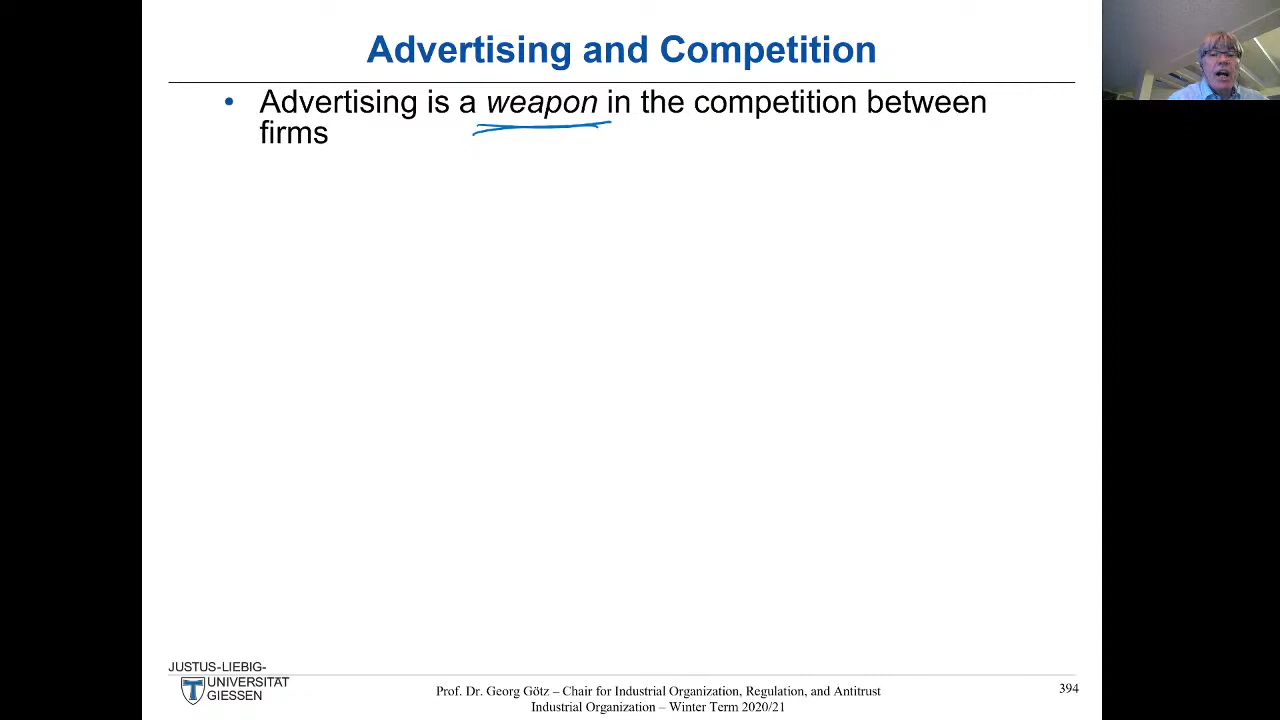 Advertising and Competition
• Advertising is a weapon in the competition between
firms
JUSTUS-LIEBIG-
UNIVERSITÄT
GIESSEN
Prof. Dr. Georg Götz – Chair for Industrial Organization, Regulation, and Antitrust
Industrial Organization – Winter Term 2020/21
394